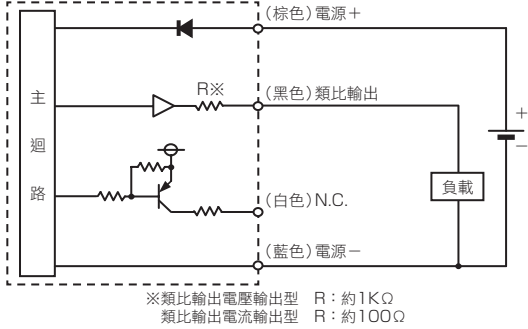 (棕色)電源＋
R※
(黑色)類比輸出
主
迴
路
＋
－
負載
(白色)N.C.
(藍色)電源－
※類比輸出電壓輸出型　R：約1KΩ
類比輸出電流輸出型　R：約100Ω